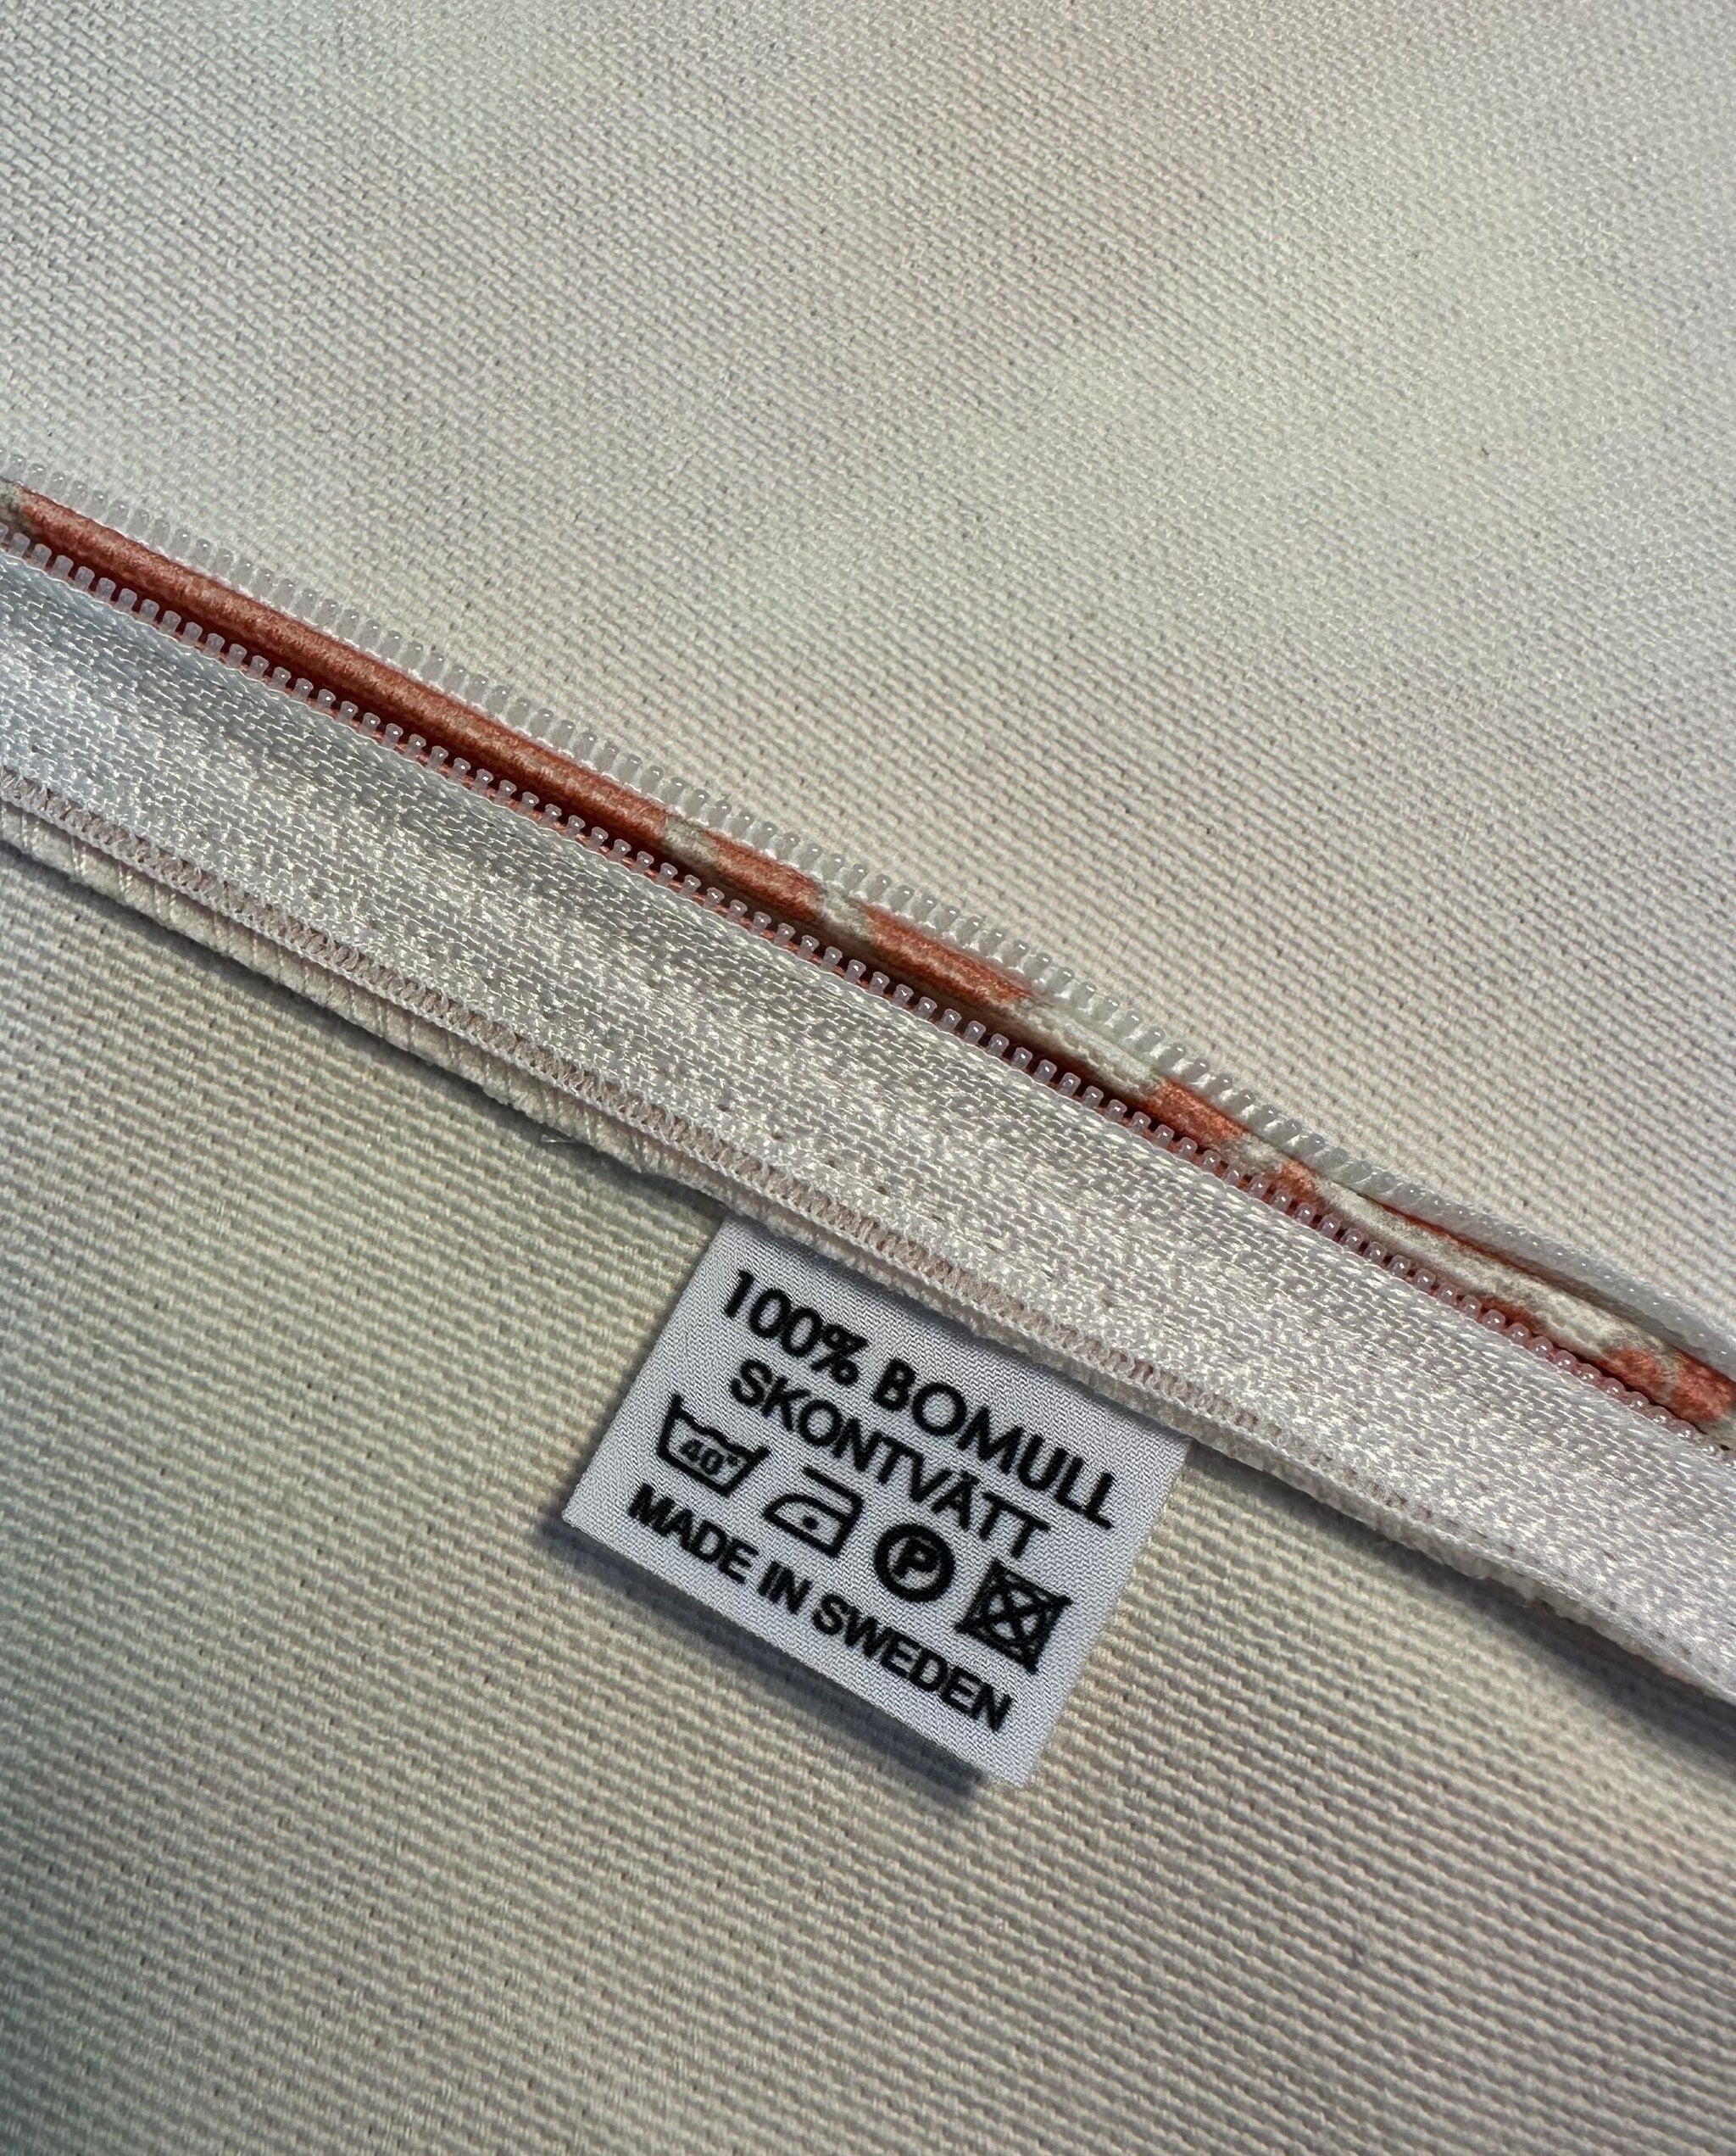 100% BOMULL
SKONTVÄTT
40° P
MADE IN SWEDEN